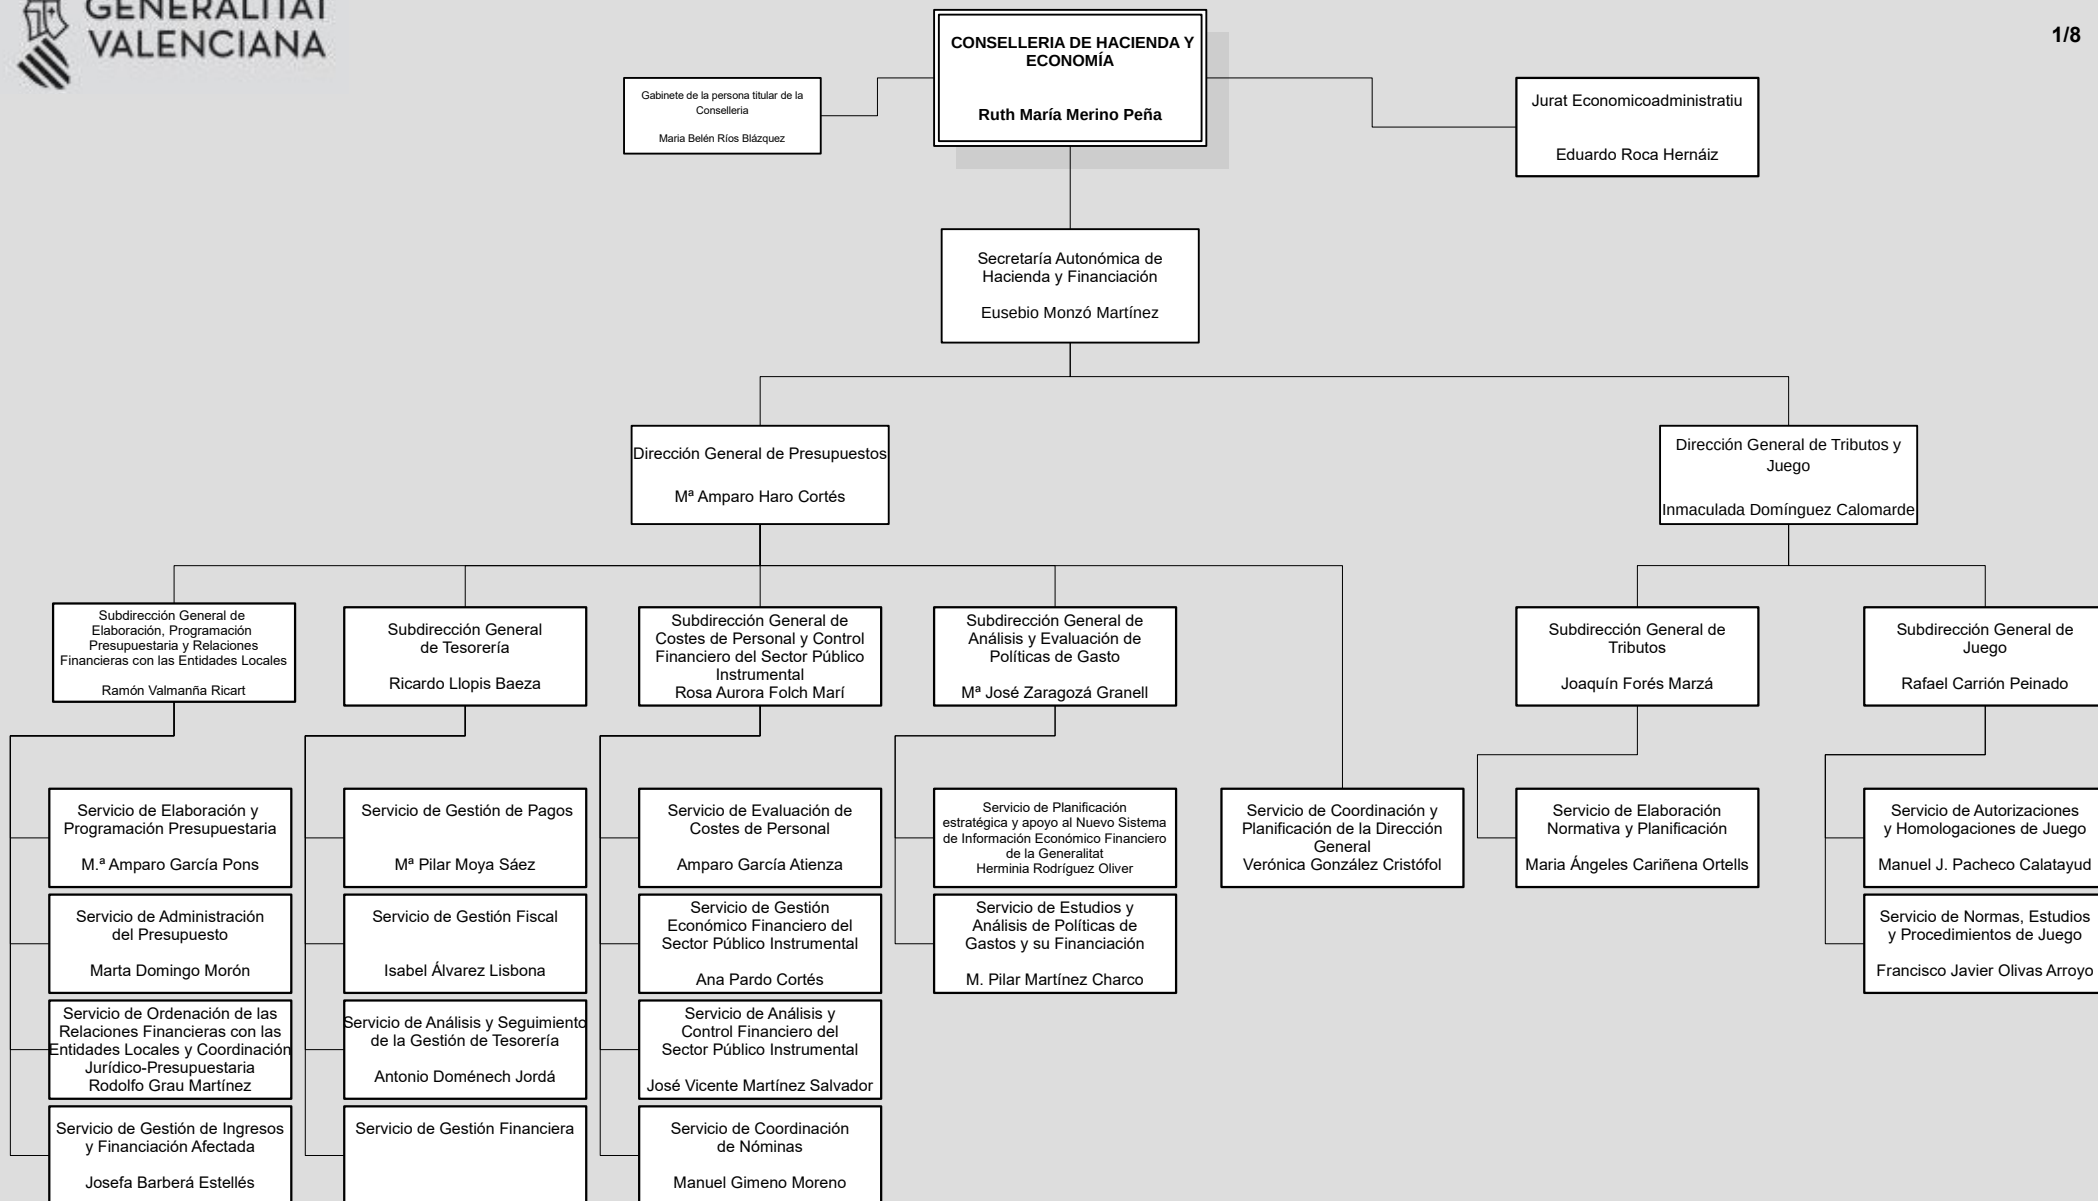 GENERALITAT
VALENCIANA
1/8
CONSELLERIA DE HACIENDA Y
ECONOMÍA
Ruth María Merino Peña
Gabinete de la persona titular de la
Conselleria
Maria Belén Ríos Blázquez
Jurat Economicoadministratiu
Eduardo Roca Hernáiz
Secretaría Autonómica de
Hacienda y Financiación
Eusebio Monzó Martínez
Dirección General de Presupuestos
Mª Amparo Haro Cortés
Dirección General de Tributos y
Juego
Inmaculada Domínguez Calomarde
Subdirección General de
Elaboración, Programación
Presupuestaria y Relaciones
Financieras con las Entidades Locales
Ramón Valmanña Ricart
Subdirección General
de Tesorería
Ricardo Llopis Baeza
Subdirección General de
Costes de Personal y Control
Financiero del Sector Público
Instrumental
Rosa Aurora Folch Marí
Subdirección General de
Análisis y Evaluación de
Políticas de Gasto
Mª José Zaragozá Granell
Subdirección General de
Tributos
Joaquín Forés Marzá
Subdirección General de
Juego
Rafael Carrión Peinado
Servicio de Elaboración y
Programación Presupuestaria
M.ª Amparo García Pons
Servicio de Gestión de Pagos
Mª Pilar Moya Sáez
Servicio de Evaluación de
Costes de Personal
Amparo García Atienza
Servicio de Planificación
estratégica y apoyo al Nuevo Sistema
de Información Económico Financiero
de la Generalitat
Herminia Rodríguez Oliver
Servicio de Coordinación y
Planificación de la Dirección
General
Verónica González Cristófol
Servicio de Elaboración
Normativa y Planificación
Maria Ángeles Cariñena Ortells
Servicio de Autorizaciones
y Homologaciones de Juego
Manuel J. Pacheco Calatayud
Servicio de Administración
del Presupuesto
Marta Domingo Morón
Servicio de Gestión Fiscal
Isabel Álvarez Lisbona
Servicio de Gestión
Económico Financiero del
Sector Público Instrumental
Ana Pardo Cortés
Servicio de Estudios y
Análisis de Políticas de
Gastos y su Financiación
M. Pilar Martínez Charco
Servicio de Normas, Estudios
y Procedimientos de Juego
Francisco Javier Olivas Arroyo
Servicio de Ordenación de las
Relaciones Financieras con las
Entidades Locales y Coordinación
Jurídico-Presupuestaria
Rodolfo Grau Martínez
Servicio de Análisis y Seguimiento
de la Gestión de Tesorería
Antonio Doménech Jordá
Servicio de Análisis y
Control Financiero del
Sector Público Instrumental
José Vicente Martínez Salvador
Servicio de Gestión de Ingresos
y Financiación Afectada
Josefa Barberá Estellés
Servicio de Gestión Financiera
Servicio de Coordinación
de Nóminas
Manuel Gimeno Moreno